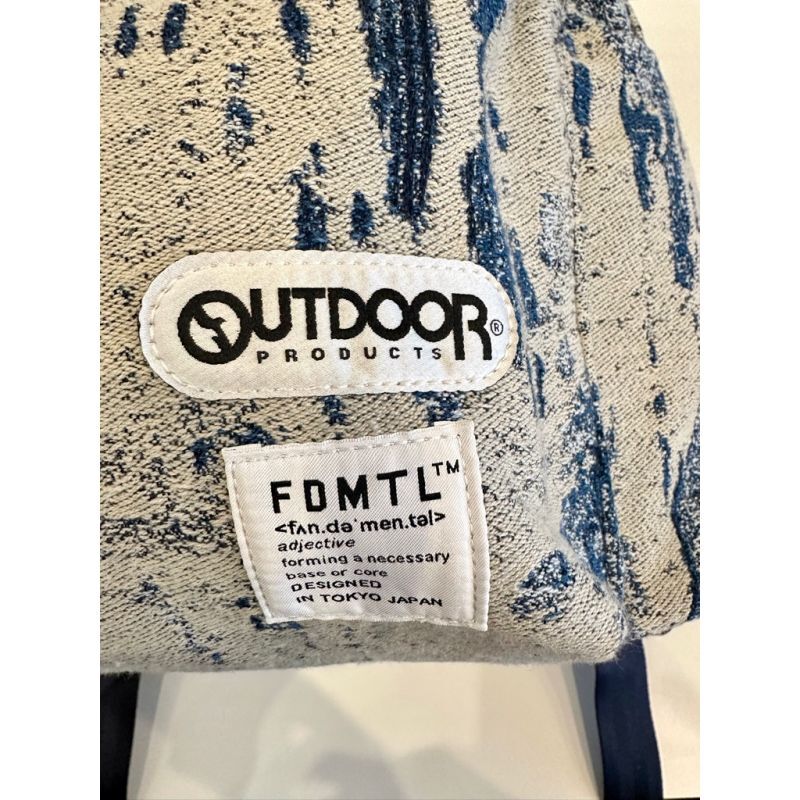 OUTDOOR®
PRODUCTS
FDMTL™
<fʌn.də'men.təl>
adjective
forming a necessary
base or core
DESIGNED
IN TOKYO JAPAN